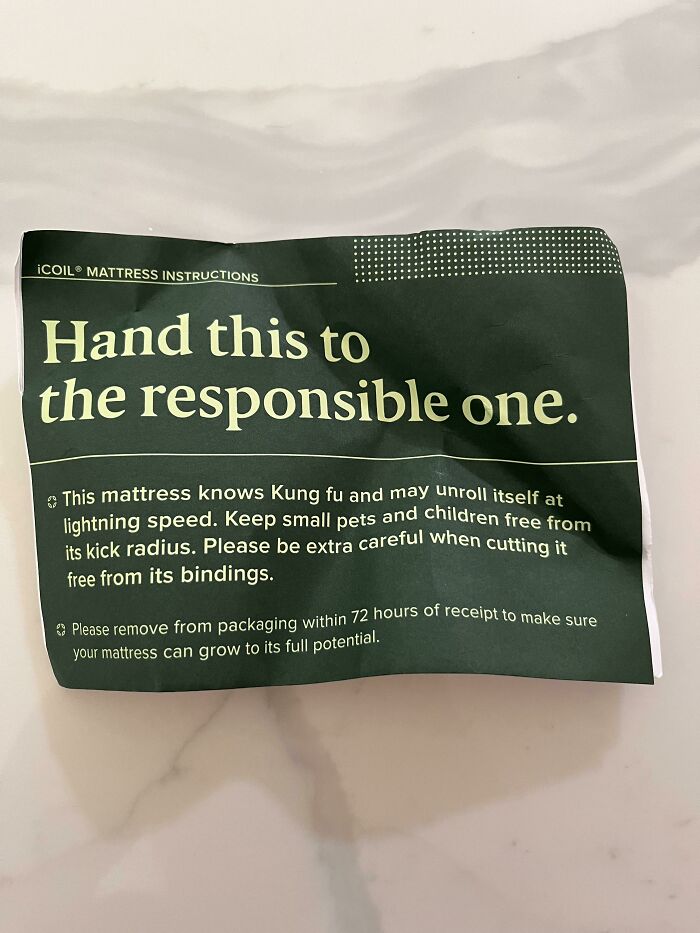 iCOIL® MATTRESS INSTRUCTIONS
Hand this to
the responsible one.
This mattress knows Kung fu and may unroll itself at
lightning speed. Keep small pets and children free from
its kick radius. Please be extra careful when cutting it
free from its bindings.
Please remove from packaging within 72 hours of receipt to make sure
your mattress can grow to its full potential.